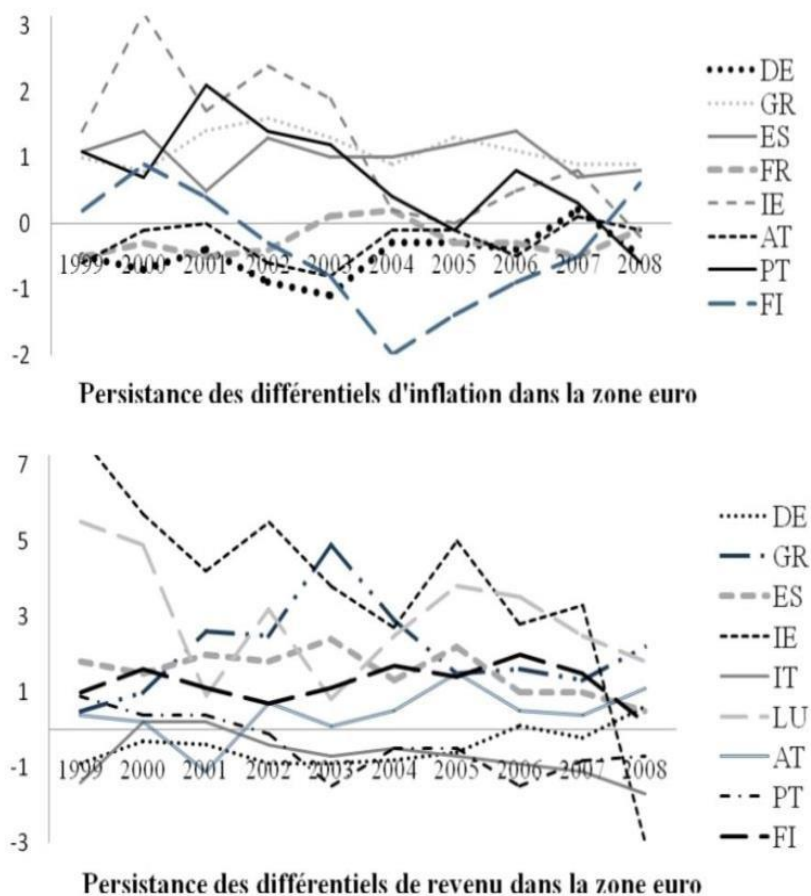 3
2
1
0
-1
-2
1999 2000 2001 2002 2003 2004 2005 2006 2007 2008
DE
GR
ES
FR
IE
AT
PT
FI
Persistance des différentiels d'inflation dans la zone euro
7
5
3
1
-1
-3
1999 2000 2001 2002 2003 2004 2005 2006 2007 2008
DE
GR
ES
IE
IT
LU
AT
PT
FI
Persistance des différentiels de revenu dans la zone euro